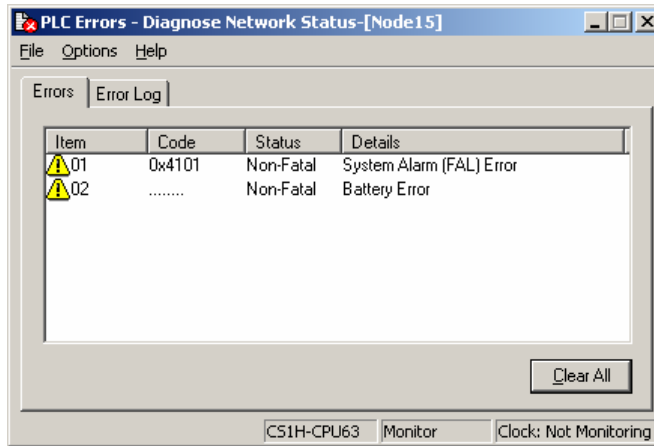 PLC Errors - Diagnose Network Status-[Node15]
File Options Help
Errors Error Log
Item Code Status Details
01 0x4101 Non-Fatal System Alarm (FAL) Error
02 ........ Non-Fatal Battery Error
Clear All
CS1H-CPU63 Monitor Clock: Not Monitoring